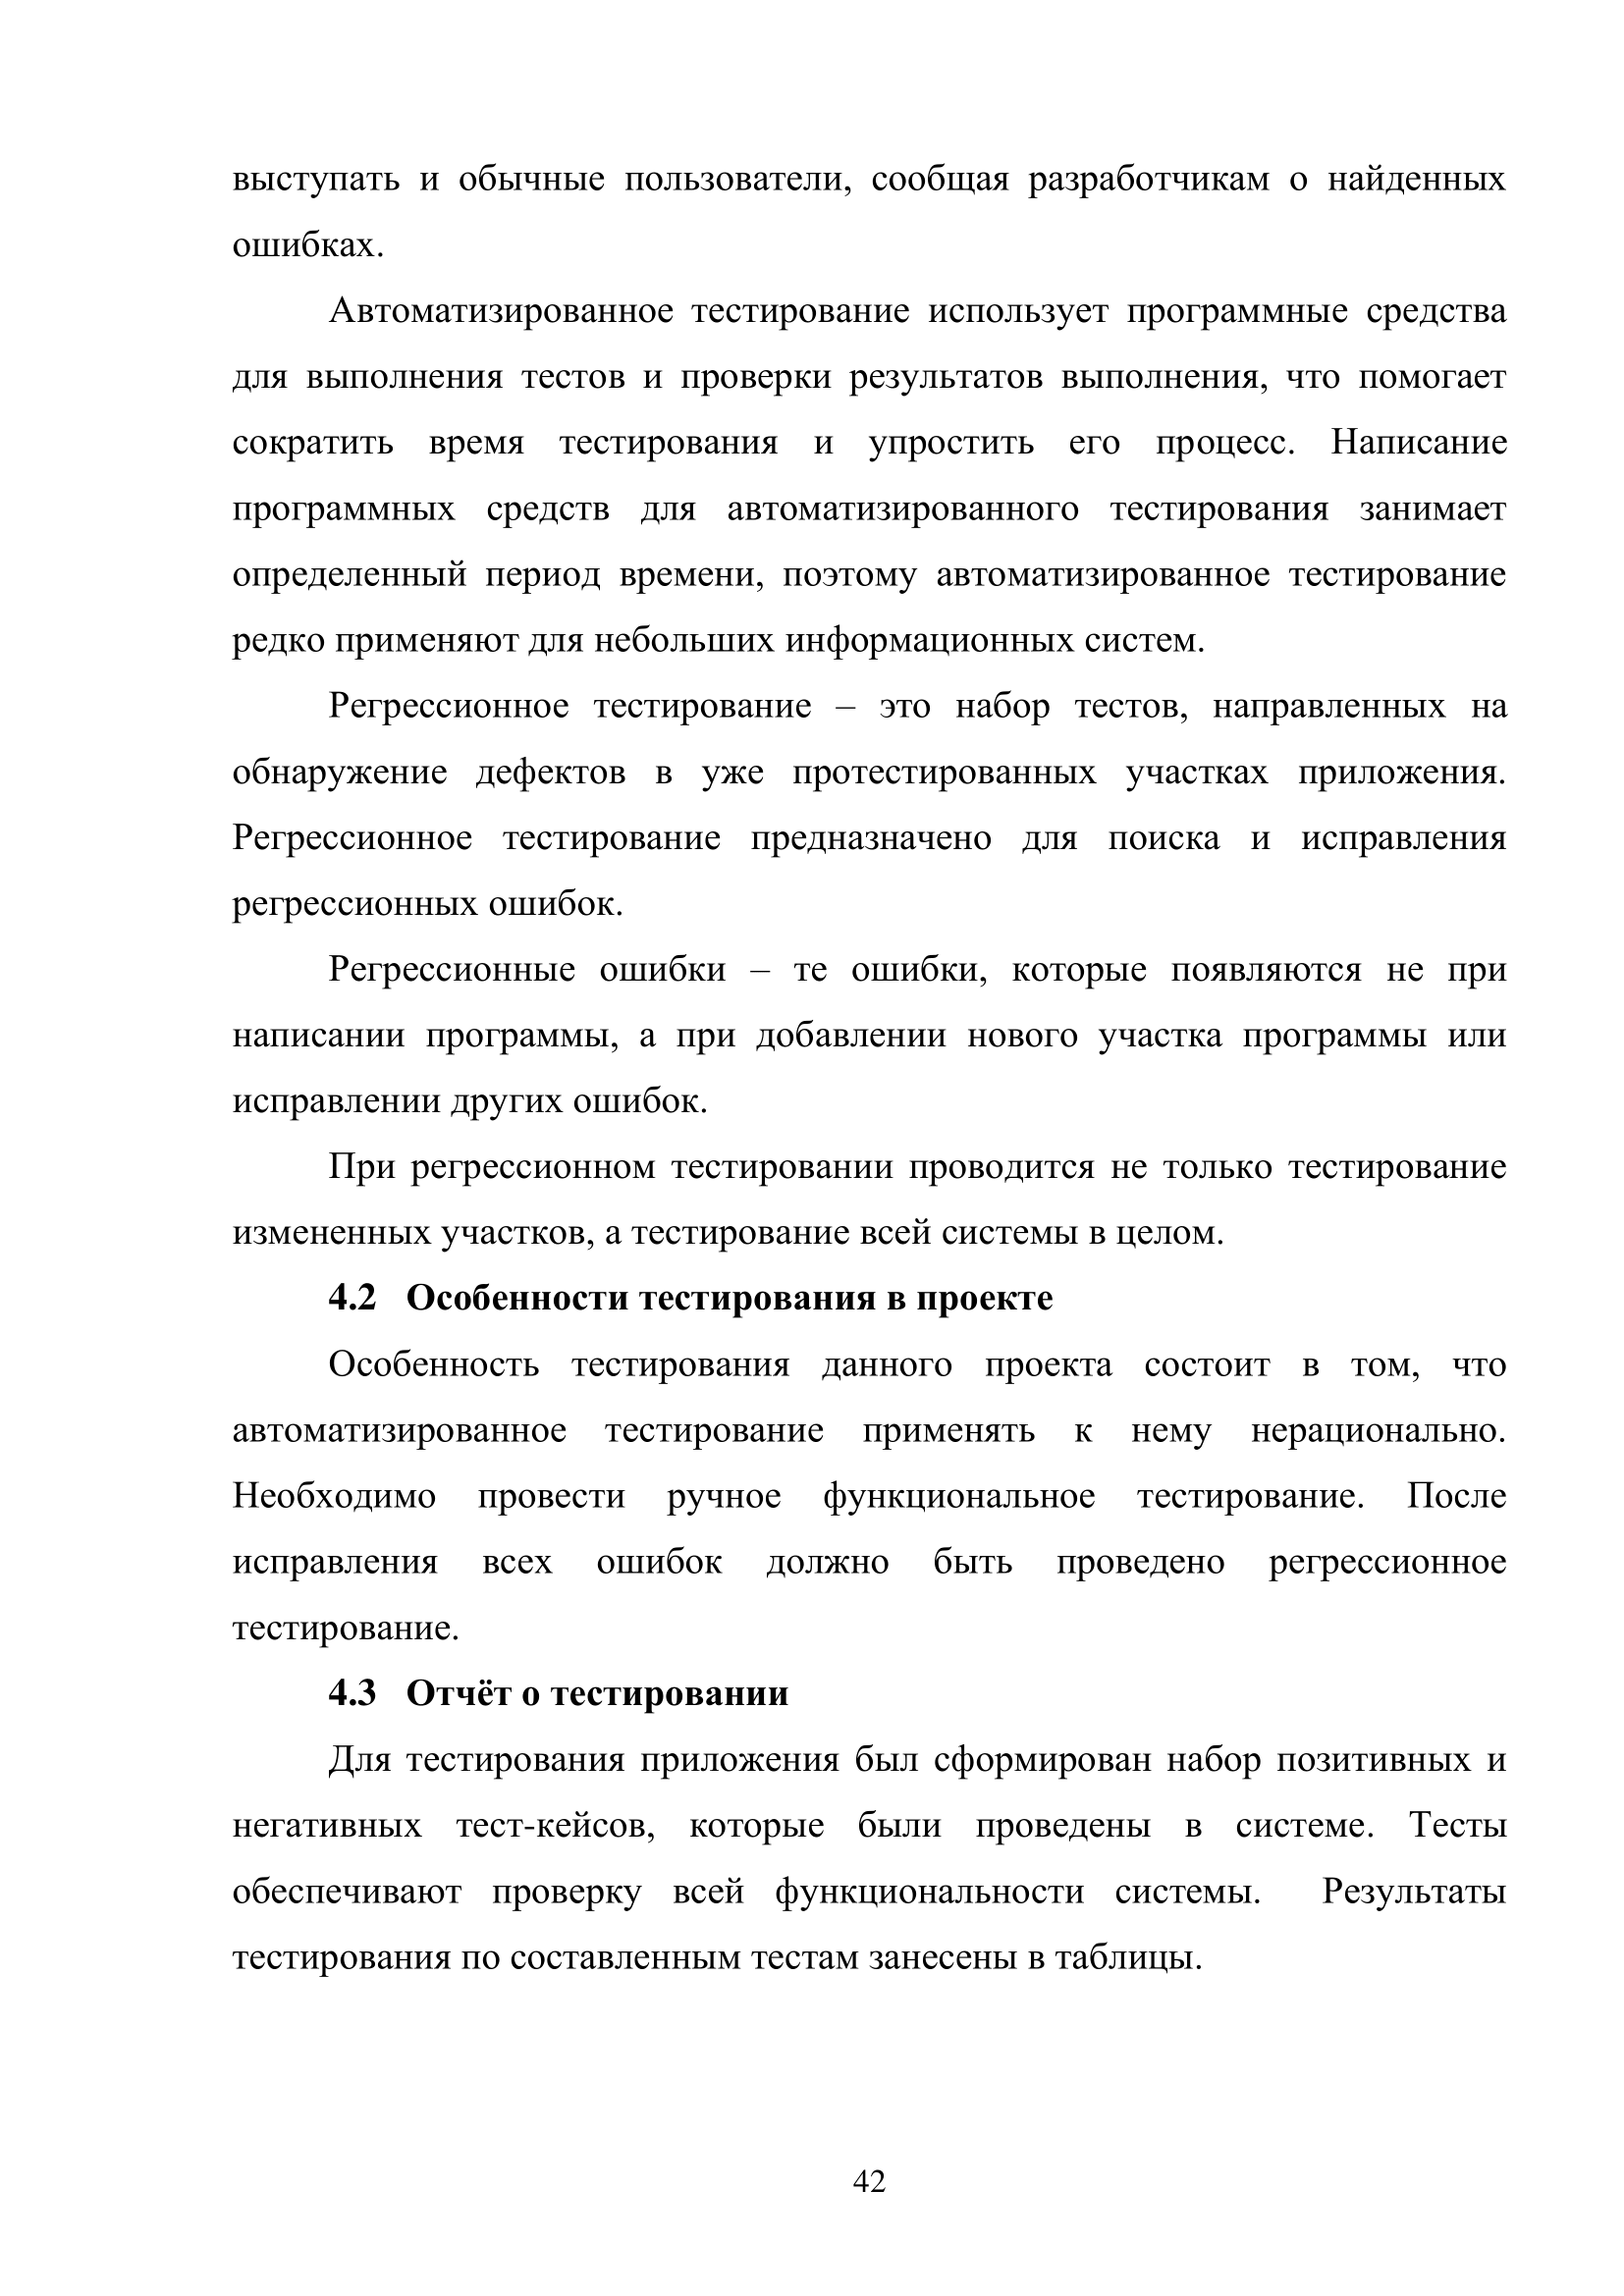 выступать и обычные пользователи, сообщая разработчикам о найденных
ошибках.
Автоматизированное тестирование использует программные средства
для выполнения тестов и проверки результатов выполнения, что помогает
сократить время тестирования и упростить его процесс. Написание
программных средств для автоматизированного тестирования занимает
определенный период времени, поэтому автоматизированное тестирование
редко применяют для небольших информационных систем.
Регрессионное тестирование – это набор тестов, направленных на
обнаружение дефектов в уже протестированных участках приложения.
Регрессионное тестирование предназначено для поиска и исправления
регрессионных ошибок.
Регрессионные ошибки – те ошибки, которые появляются не при
написании программы, а при добавлении нового участка программы или
исправлении других ошибок.
При регрессионном тестировании проводится не только тестирование
измененных участков, а тестирование всей системы в целом.
4.2 Особенности тестирования в проекте
Особенность тестирования данного проекта состоит в том, что
автоматизированное тестирование применять к нему нерационально.
Необходимо провести ручное функциональное тестирование. После
исправления всех ошибок должно быть проведено регрессионное
тестирование.
4.3 Отчёт о тестировании
Для тестирования приложения был сформирован набор позитивных и
негативных тест-кейсов, которые были проведены в системе. Тесты
обеспечивают проверку всей функциональности системы. Результаты
тестирования по составленным тестам занесены в таблицы.
42